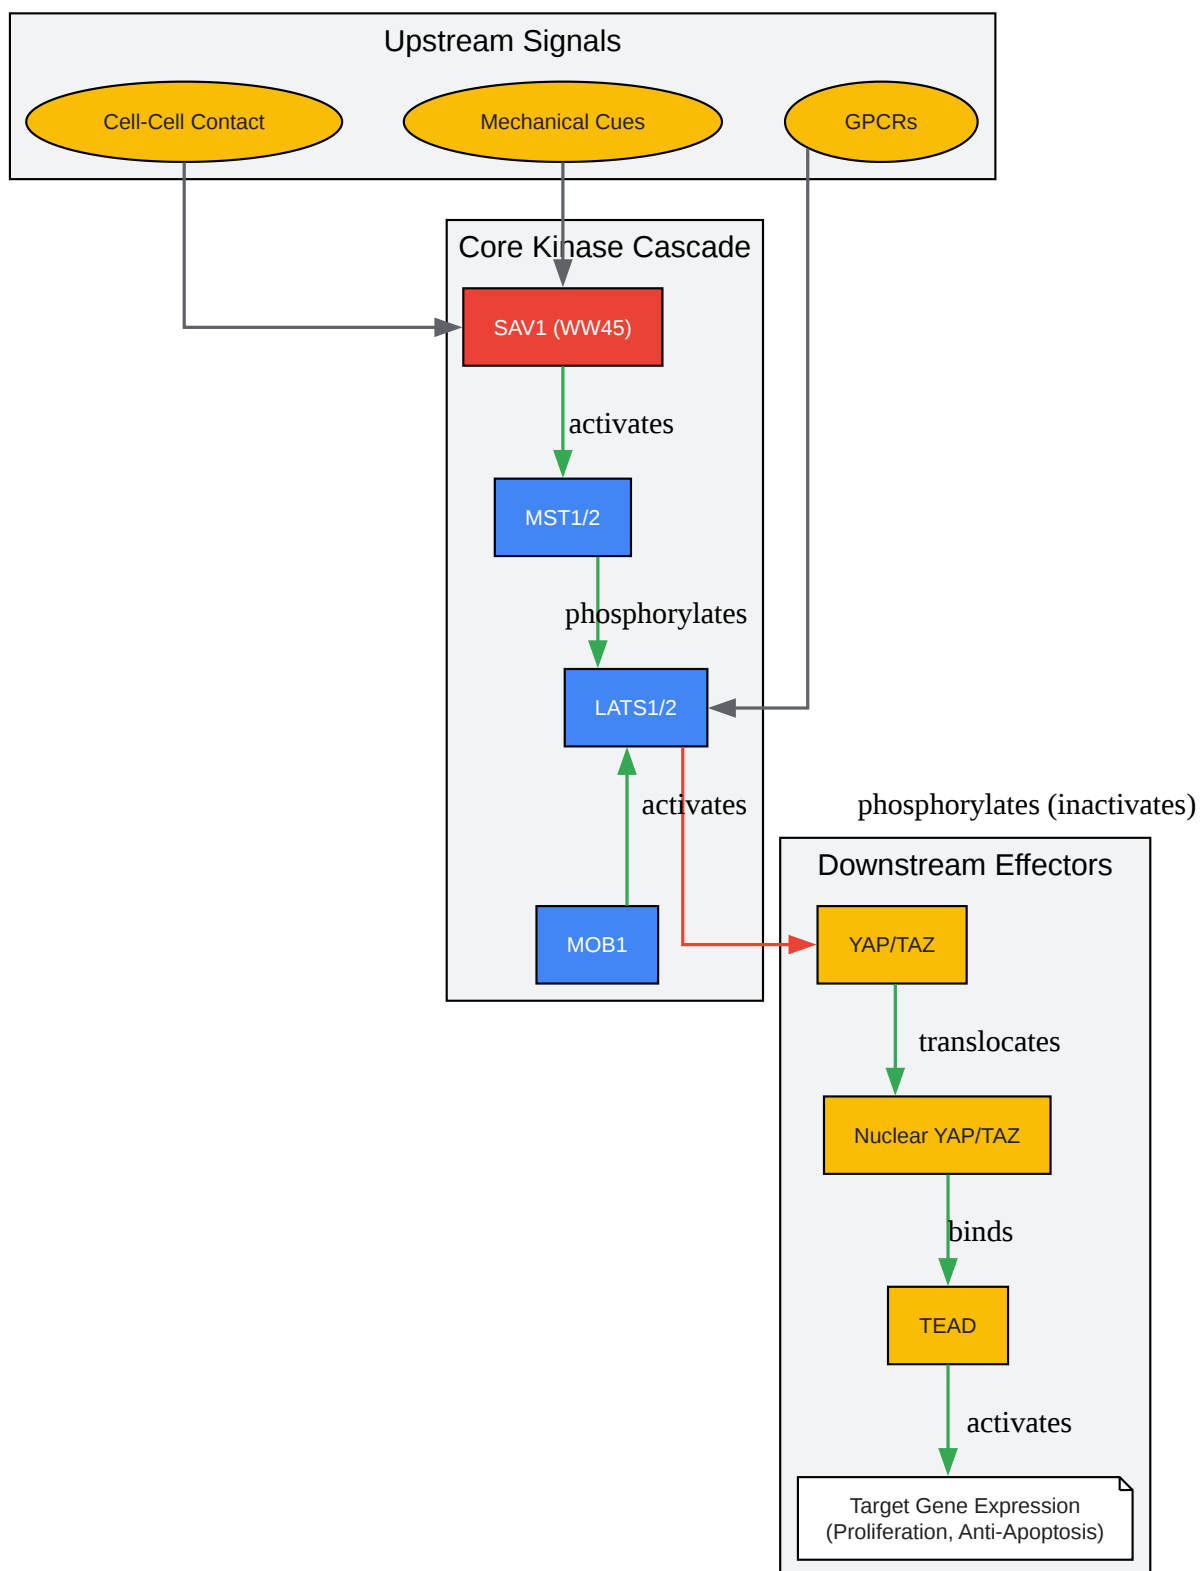 Upstream Signals
Cell-Cell Contact
Mechanical Cues
GPCRs
Core Kinase Cascade
SAV1 (WW45)
activates
MST1/2
phosphorylates
LATS1/2
activates
phosphorylates (inactivates)
Downstream Effectors
MOB1
YAP/TAZ
translocates
Nuclear YAP/TAZ
binds
TEAD
activates
Target Gene Expression
(Proliferation, Anti-Apoptosis)